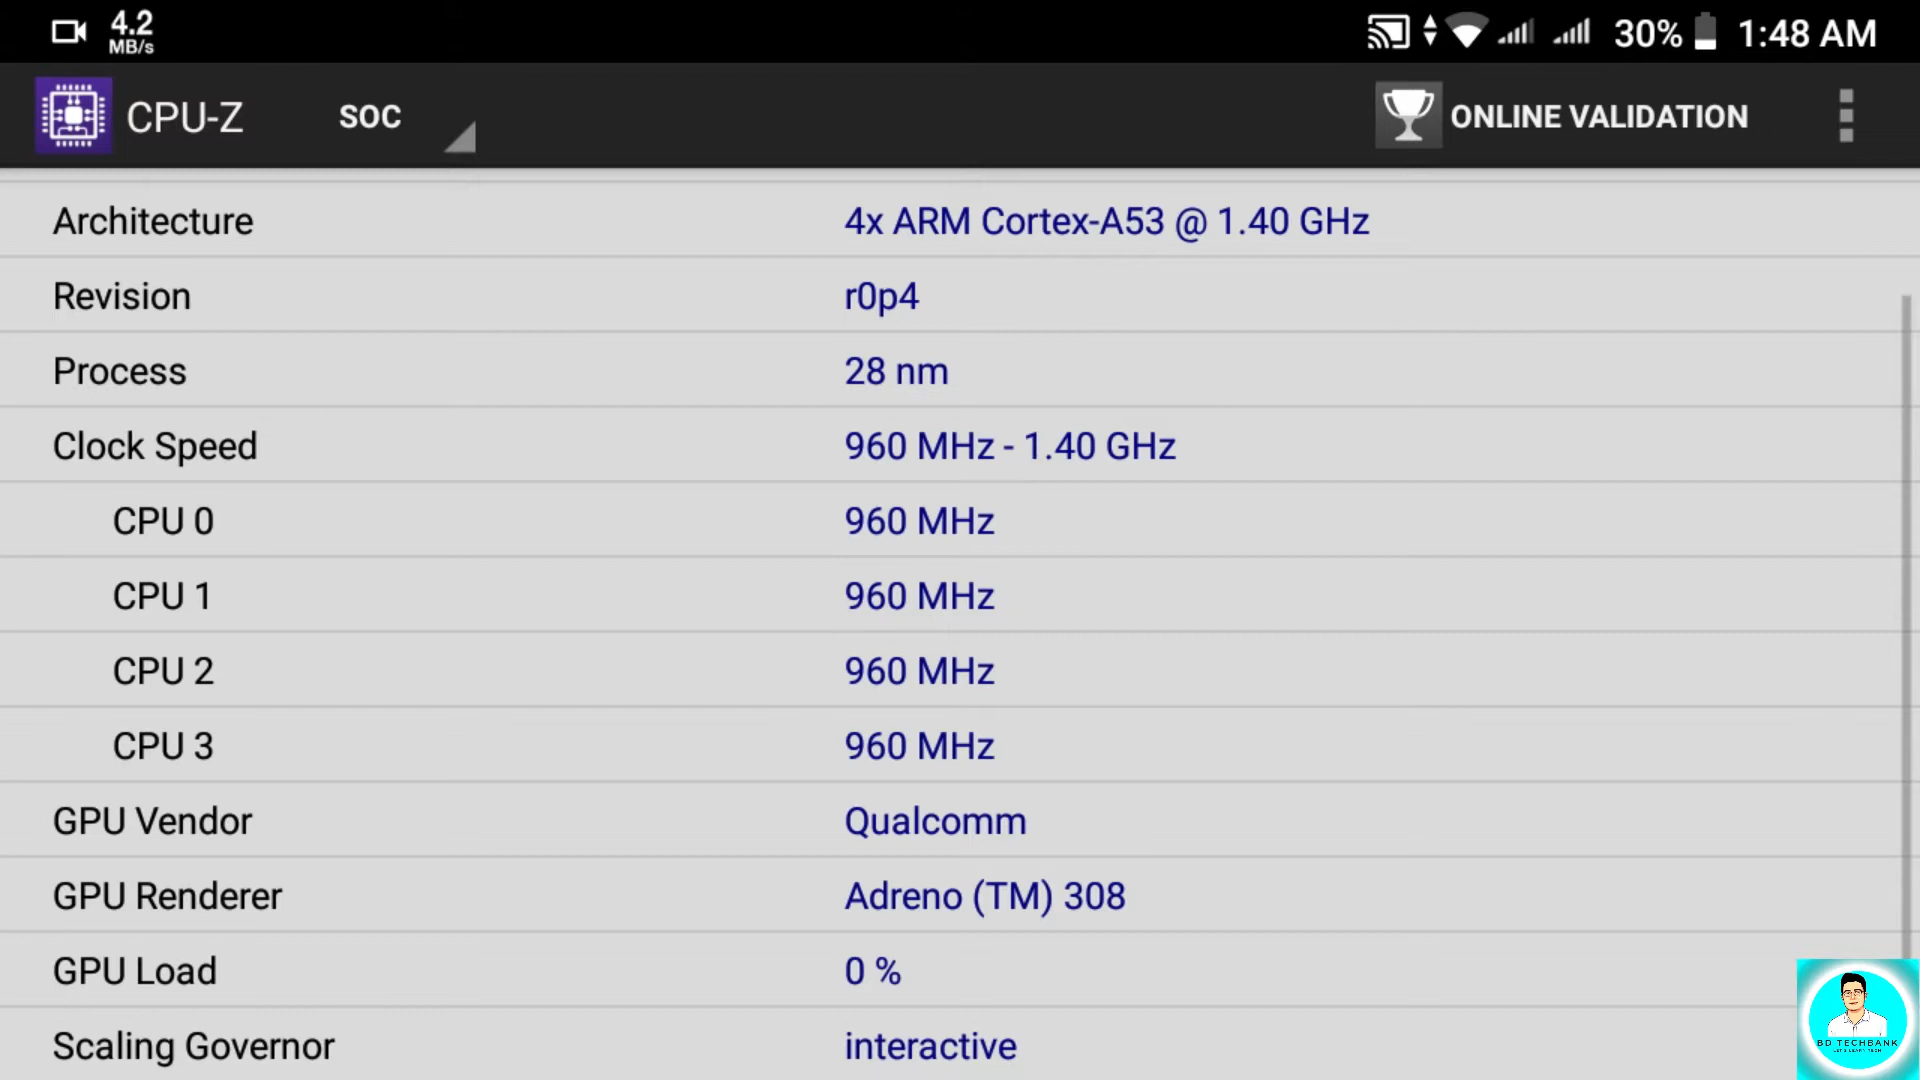 4.2
MB/s
30%
1:48 AM
CPU-Z
SOC
ONLINE VALIDATION
Architecture 4x ARM Cortex-A53 @ 1.40 GHz
Revision r0p4
Process 28 nm
Clock Speed 960 MHz - 1.40 GHz
CPU 0 960 MHz
CPU 1 960 MHz
CPU 2 960 MHz
CPU 3 960 MHz
GPU Vendor Qualcomm
GPU Renderer Adreno (TM) 308
GPU Load 0 %
Scaling Governor interactive
BD TECHBANK
LET'S LEARN TECH